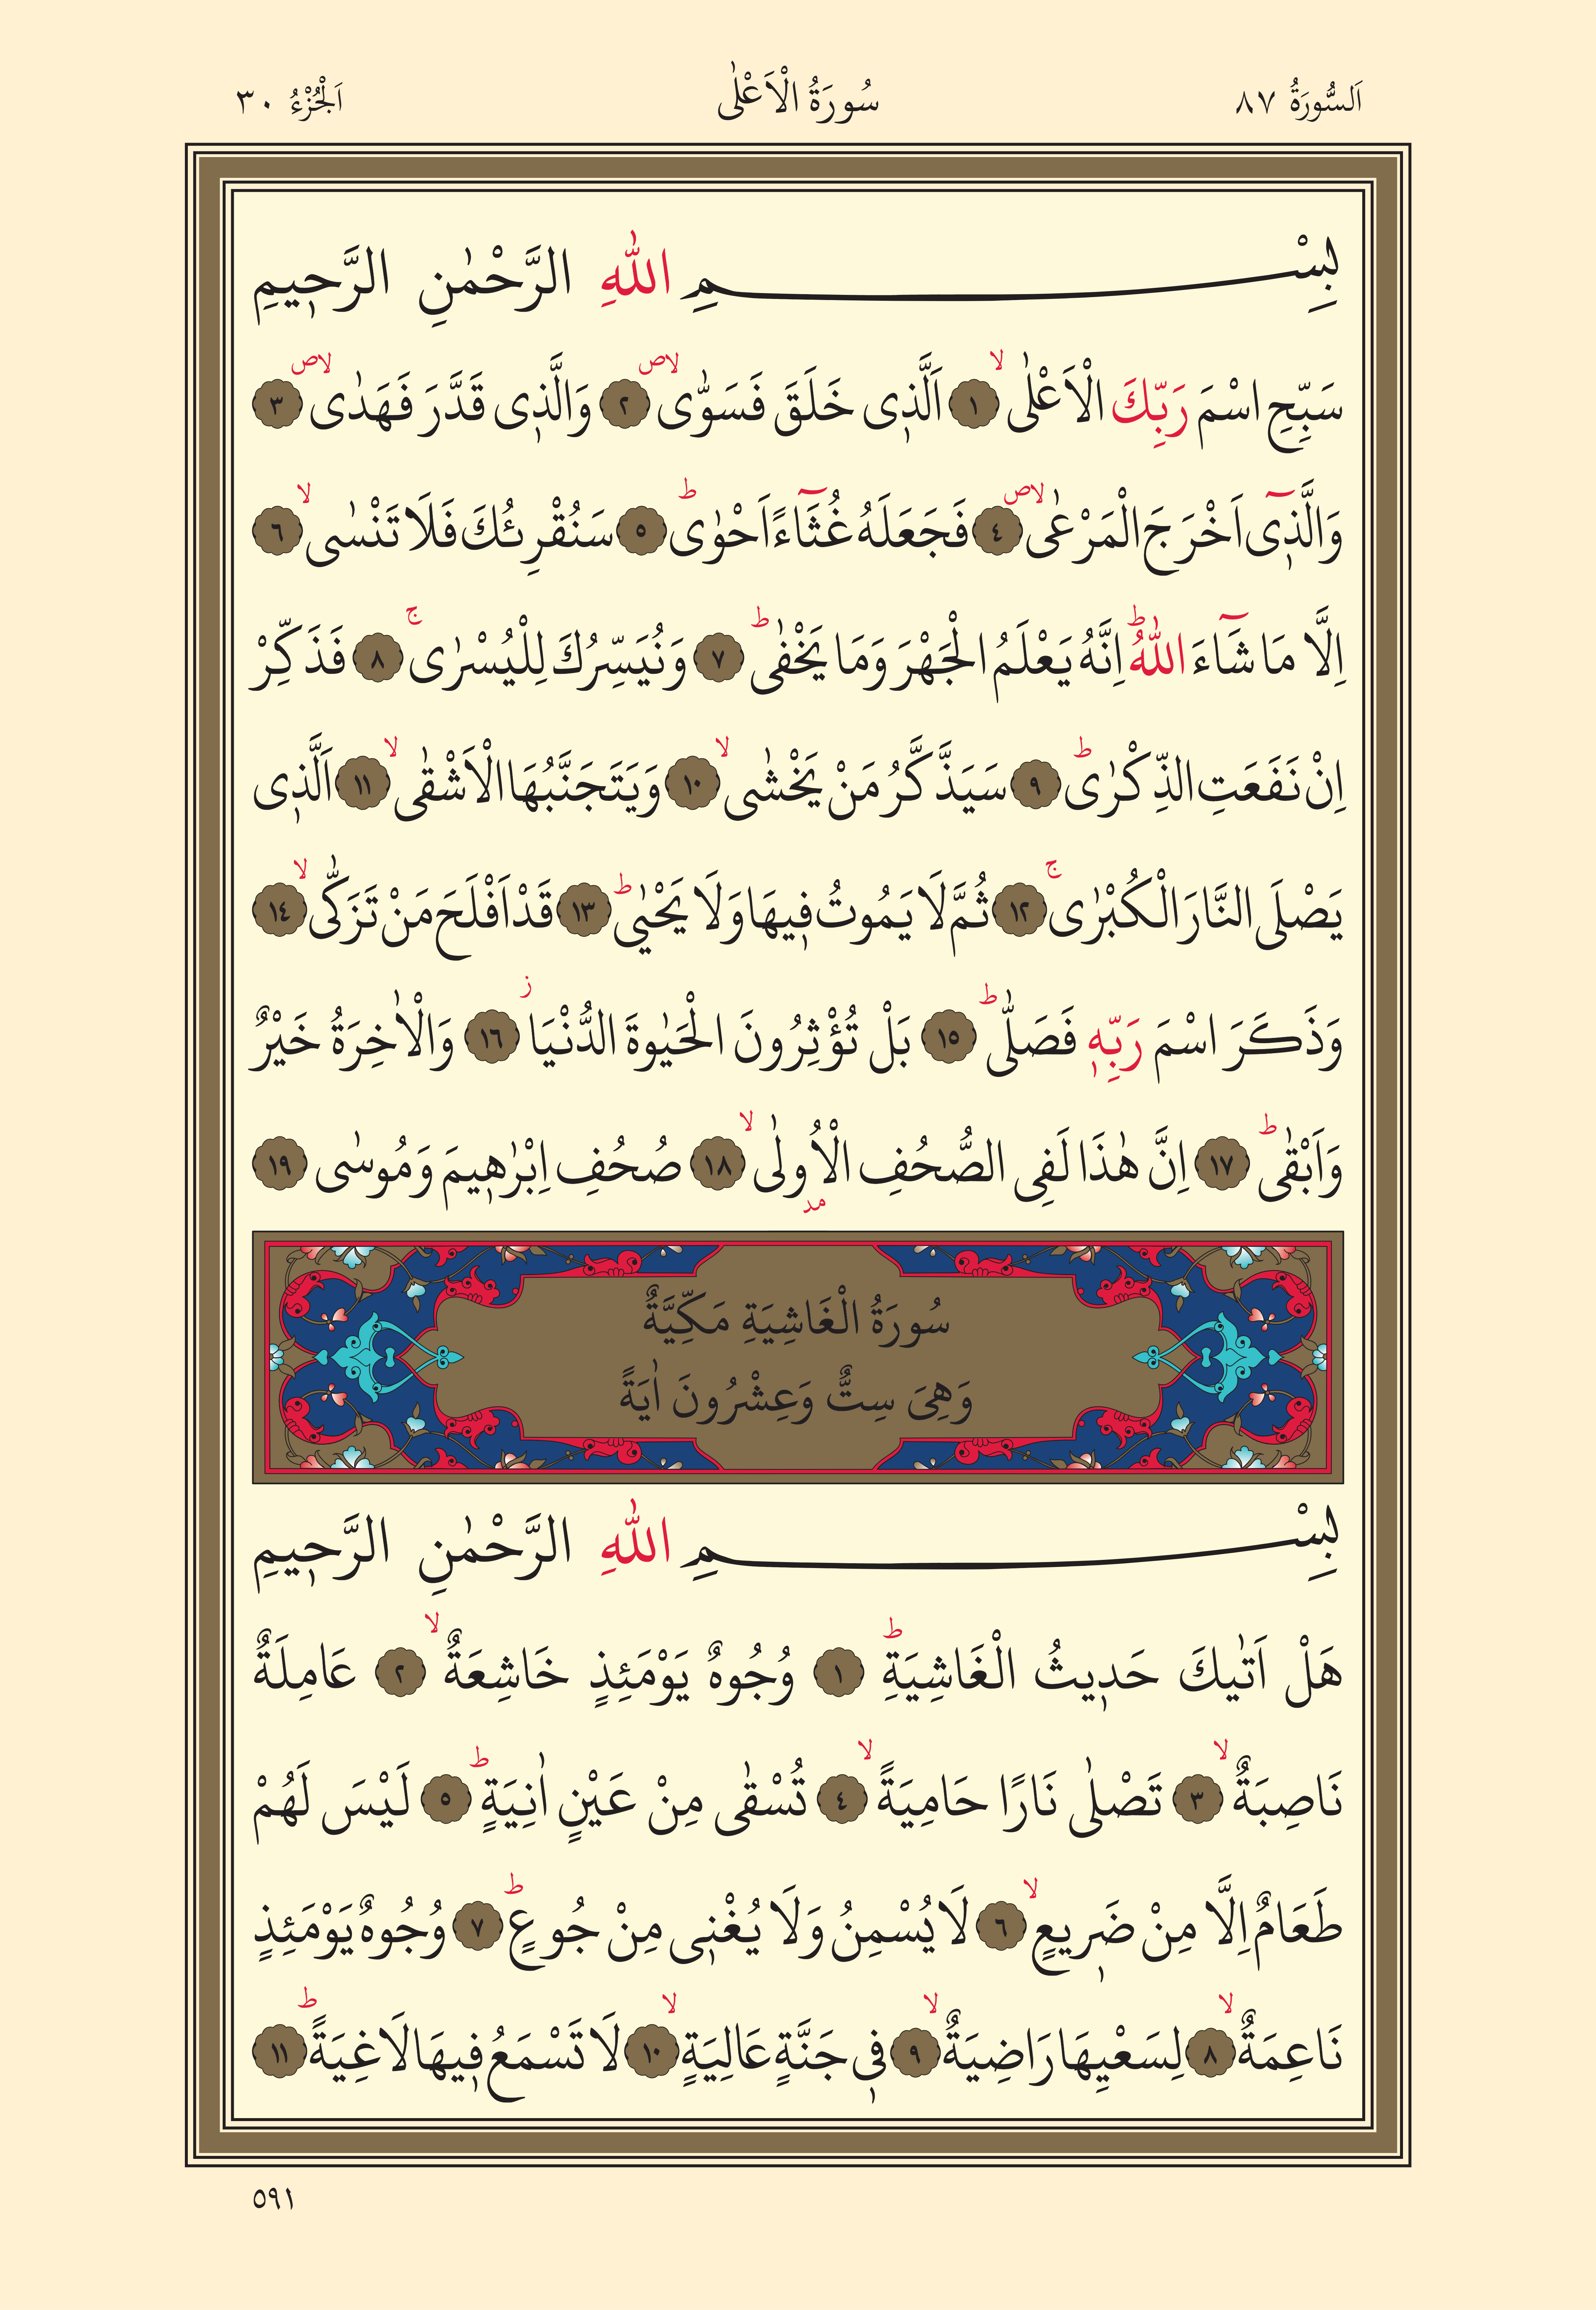 اَلسُّورَةُ ٨٧ سُورَةُ الْاَعْلٰى اَلْجُزْءُ ٣٠
بِسْمِ اللّٰهِ الرَّحْمٰنِ الرَّح۪يمِ
سَبِّحِ اسْمَ رَبِّكَ الْاَعْلٰىۙ ١ اَلَّذ۪ى خَلَقَ فَسَوّٰىۙۖ ٢ وَالَّذ۪ى قَدَّرَ فَهَدٰىۙۖ ٣
وَالَّذ۪ٓى اَخْرَجَ الْمَرْعٰىۙۖ ٤ فَجَعَلَهُ غُثَٓاءً اَحْوٰىۜ ٥ سَنُقْرِئُكَ فَلَا تَنْسٰىۙ ٦
اِلَّا مَا شَٓاءَ اللّٰهُۜ اِنَّهُ يَعْلَمُ الْجَهْرَ وَمَا يَخْفٰىۜ ٧ وَنُيَسِّرُكَ لِلْيُسْرٰىۚ ٨ فَذَكِّرْ
اِنْ نَفَعَتِ الذِّكْرٰىۜ ٩ سَيَذَّكَّرُ مَنْ يَخْشٰىۙ ١٠ وَيَتَجَنَّبُهَا الْاَشْقٰىۙ ١١ اَلَّذ۪ى
يَصْلَى النَّارَ الْكُبْرٰىۚ ١٢ ثُمَّ لَا يَمُوتُ ف۪يهَا وَلَا يَحْيٰىۜ ١٣ قَدْ اَفْلَحَ مَنْ تَزَكّٰىۙ ١٤
وَذَكَرَ اسْمَ رَبِّه۪ فَصَلّٰىۜ ١٥ بَلْ تُؤْثِرُونَ الْحَيٰوةَ الدُّنْيَاۘ ١٦ وَالْاٰخِرَةُ خَيْرٌ
وَاَبْقٰىۜ ١٧ اِنَّ هٰذَا لَفِى الصُّحُفِ الْاُو۫لٰىۙ ١٨ صُحُفِ اِبْرٰه۪يمَ وَمُوسٰى ١٩
مد
سُورَةُ الْغَاشِيَةِ مَكِّيَّةٌ
وَهِىَ سِتٌّ وَعِشْرُونَ اٰيَةً
بِسْمِ اللّٰهِ الرَّحْمٰنِ الرَّح۪يمِ
هَلْ اَتٰيكَ حَد۪يثُ الْغَاشِيَةِۜ ١ وُجُوهٌ يَوْمَئِذٍ خَاشِعَةٌۙ ٢ عَامِلَةٌ
نَاصِبَةٌۙ ٣ تَصْلٰى نَارًا حَامِيَةًۙ ٤ تُسْقٰى مِنْ عَيْنٍ اٰنِيَةٍۜ ٥ لَيْسَ لَهُمْ
طَعَامٌ اِلَّا مِنْ ضَر۪يعٍۙ ٦ لَا يُسْمِنُ وَلَا يُغْن۪ى مِنْ جُوعٍۜ ٧ وُجُوهٌ يَوْمَئِذٍ
نَاعِمَةٌۙ ٨ لِسَعْيِهَا رَاضِيَةٌۙ ٩ ف۪ى جَنَّةٍ عَالِيَةٍۙ ١٠ لَا تَسْمَعُ ف۪يهَا لَاغِيَةًۜ ١١
٥٩١